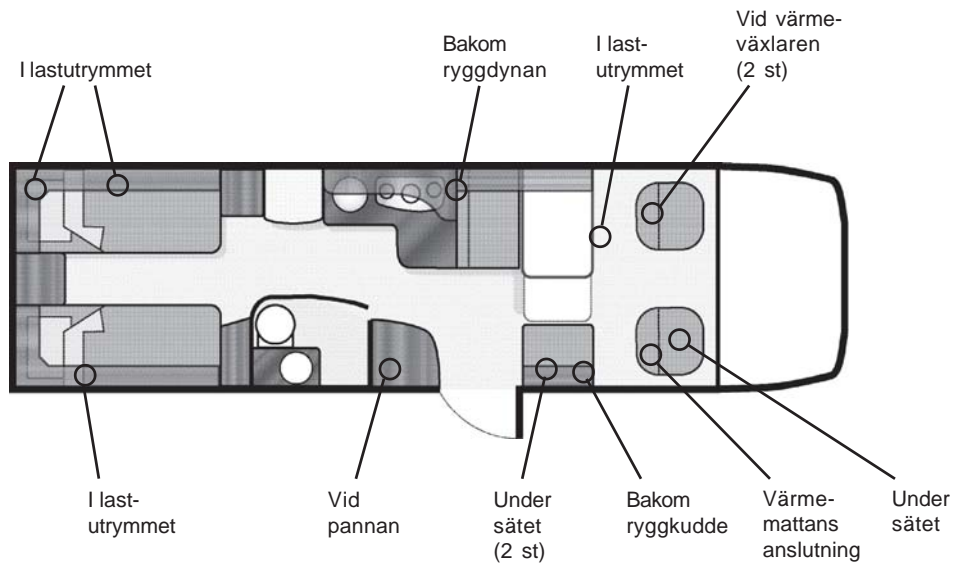 I lastutrymmet
Bakom
ryggdynan
I last-
utrymmet
Vid värme-
växlaren
(2 st)
I last-
utrymmet
Vid
pannan
Under
sätet
(2 st)
Bakom
ryggkudde
Värme-
mattans
anslutning
Under
sätet